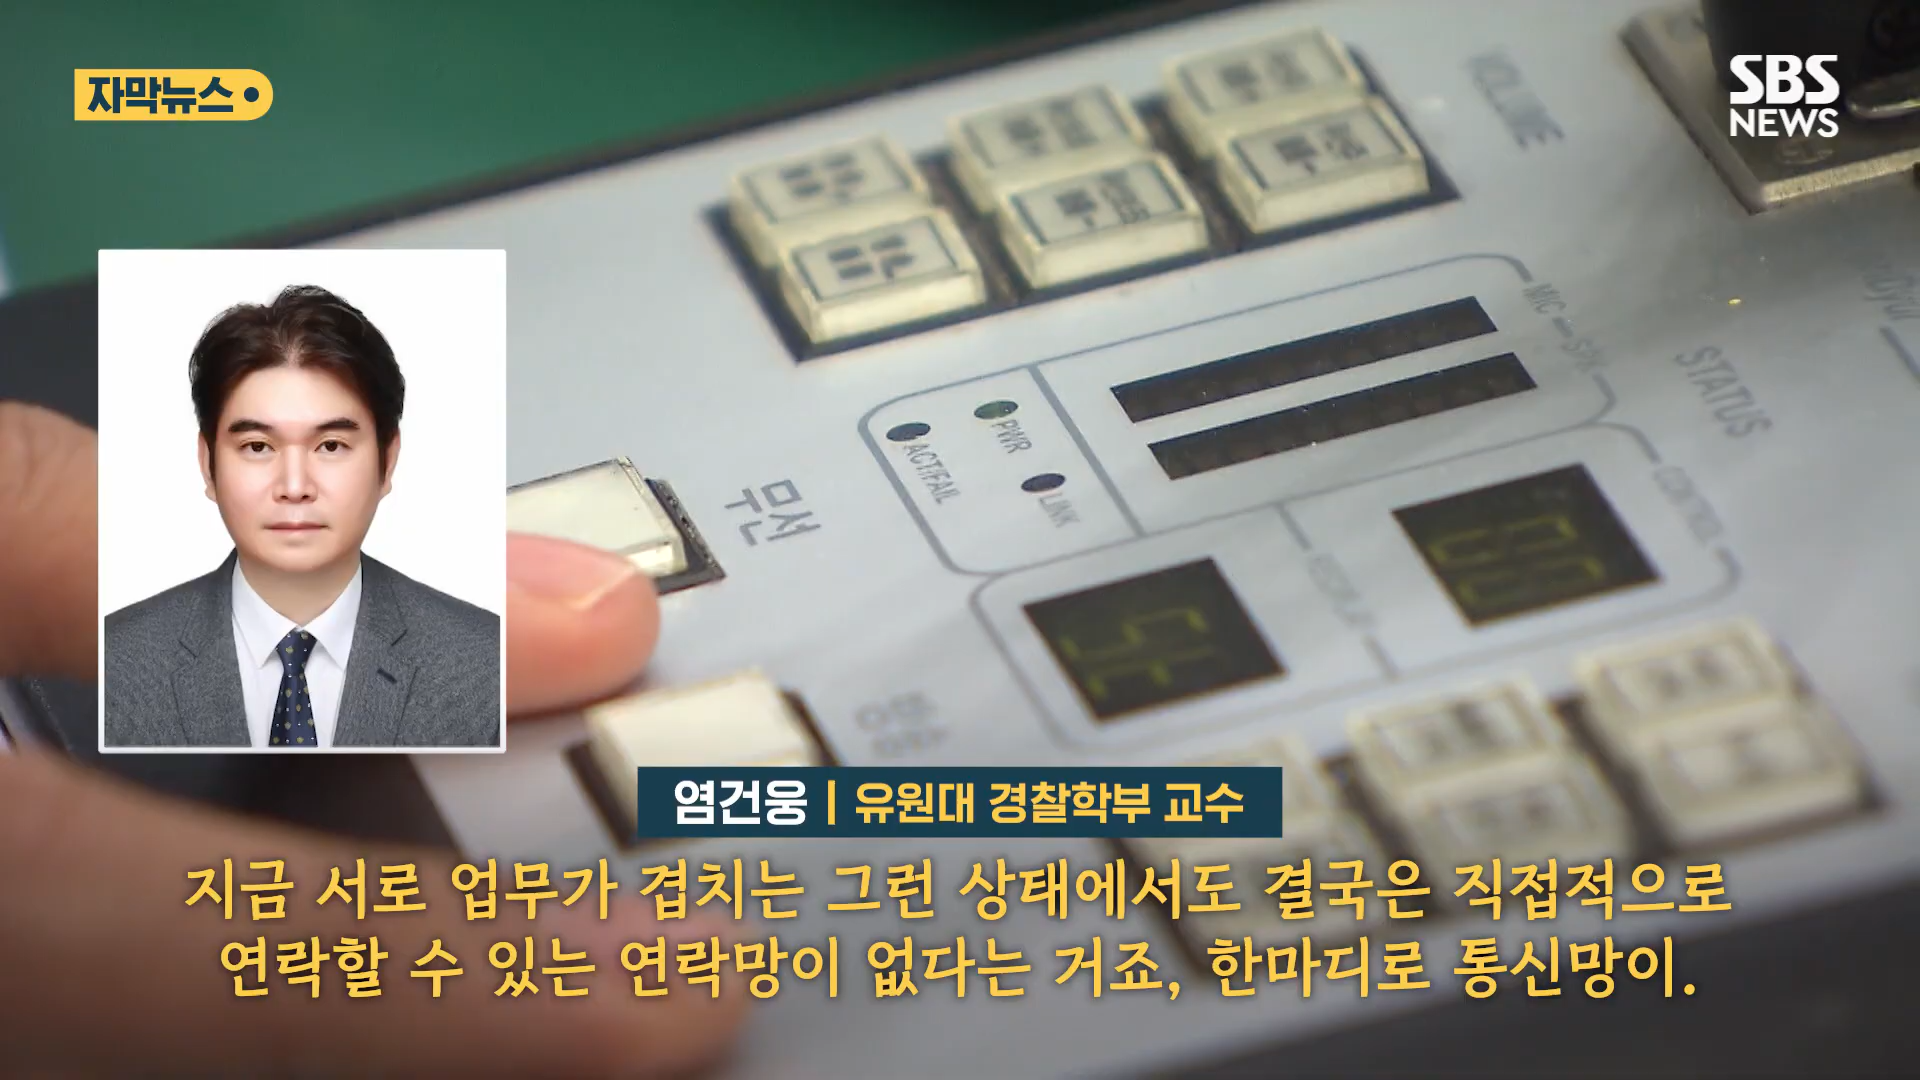 자막뉴스
SBS
NEWS
VOLUME
MIC
SPK
STATUS
PWR
ACT/FAIL
LINK
무선
CONTROL
염건웅 | 유원대 경찰학부 교수
지금 서로 업무가 겹치는 그런 상태에서도 결국은 직접적으로
연락할 수 있는 연락망이 없다는 거죠, 한마디로 통신망이.